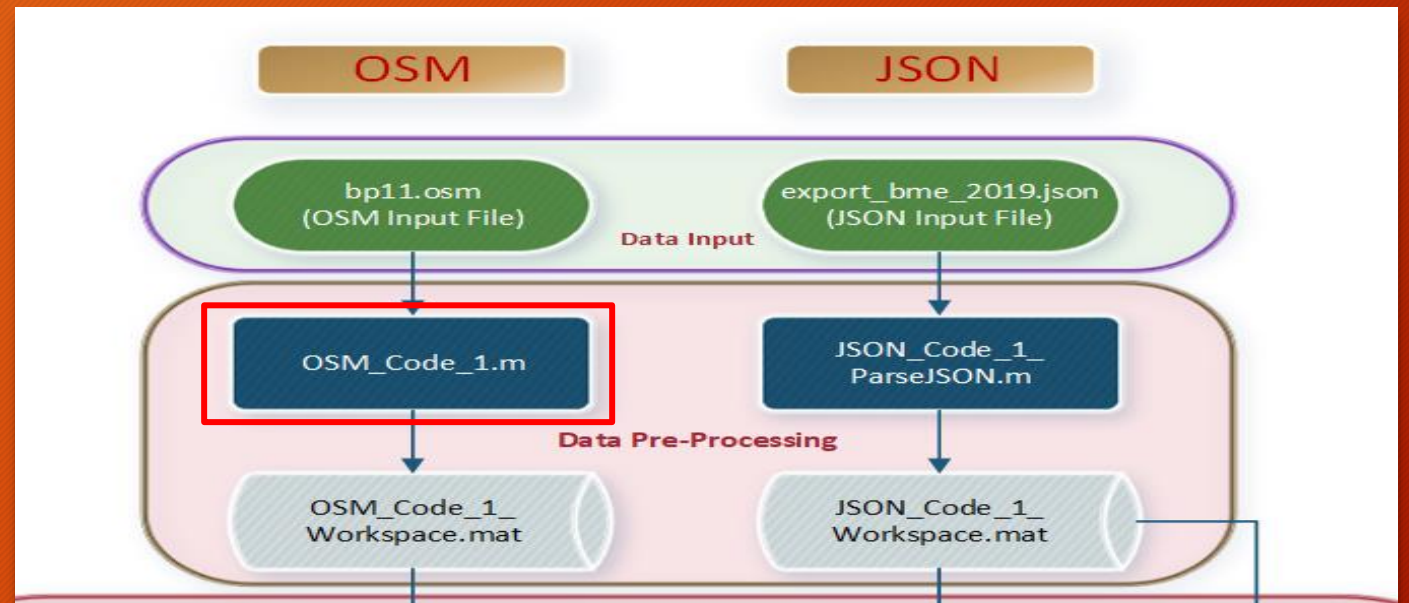 OSM
JSON
bp11.osm
(OSM Input File)
export_bme_2019.json
(JSON Input File)
Data Input
OSM_Code_1.m
JSON_Code_1_
ParseJSON.m
Data Pre-Processing
OSM_Code_1_
Workspace.mat
JSON_Code_1_
Workspace.mat